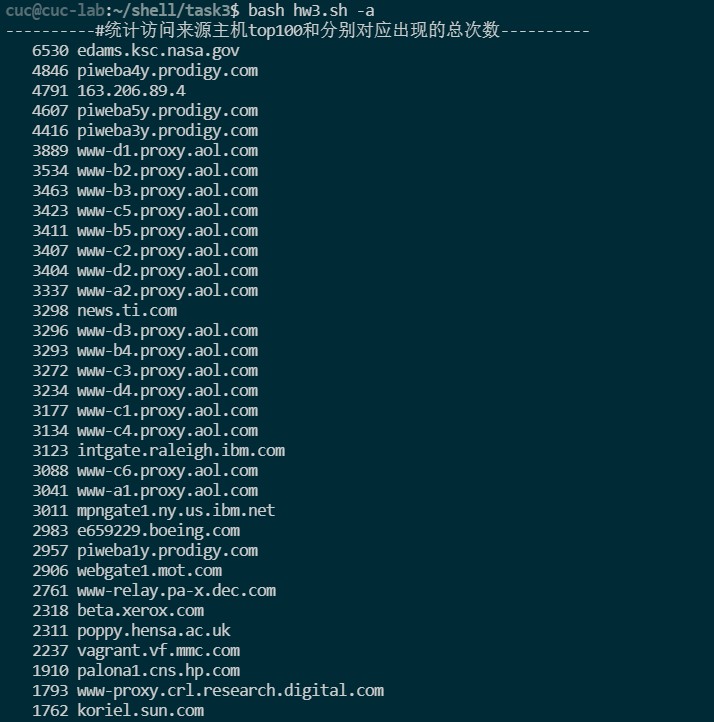 cuc@cuc-lab:~/shell/task3$ bash hw3.sh -a
----------#统计访问来源主机top100和分别对应出现的总次数----------
6530 edams.ksc.nasa.gov
4846 piweba4y.prodigy.com
4791 163.206.89.4
4607 piweba5y.prodigy.com
4416 piweba3y.prodigy.com
3889 www-d1.proxy.aol.com
3534 www-b2.proxy.aol.com
3463 www-b3.proxy.aol.com
3423 www-c5.proxy.aol.com
3411 www-b5.proxy.aol.com
3407 www-c2.proxy.aol.com
3404 www-d2.proxy.aol.com
3337 www-a2.proxy.aol.com
3298 news.ti.com
3296 www-d3.proxy.aol.com
3293 www-b4.proxy.aol.com
3272 www-c3.proxy.aol.com
3234 www-d4.proxy.aol.com
3177 www-c1.proxy.aol.com
3134 www-c4.proxy.aol.com
3123 intgate.raleigh.ibm.com
3088 www-c6.proxy.aol.com
3041 www-a1.proxy.aol.com
3011 mpngate1.ny.us.ibm.net
2983 e659229.boeing.com
2957 piweba1y.prodigy.com
2906 webgate1.mot.com
2761 www-relay.pa-x.dec.com
2318 beta.xerox.com
2311 poppy.hensa.ac.uk
2237 vagrant.vf.mmc.com
1910 palona1.cns.hp.com
1793 www-proxy.crl.research.digital.com
1762 koriel.sun.com